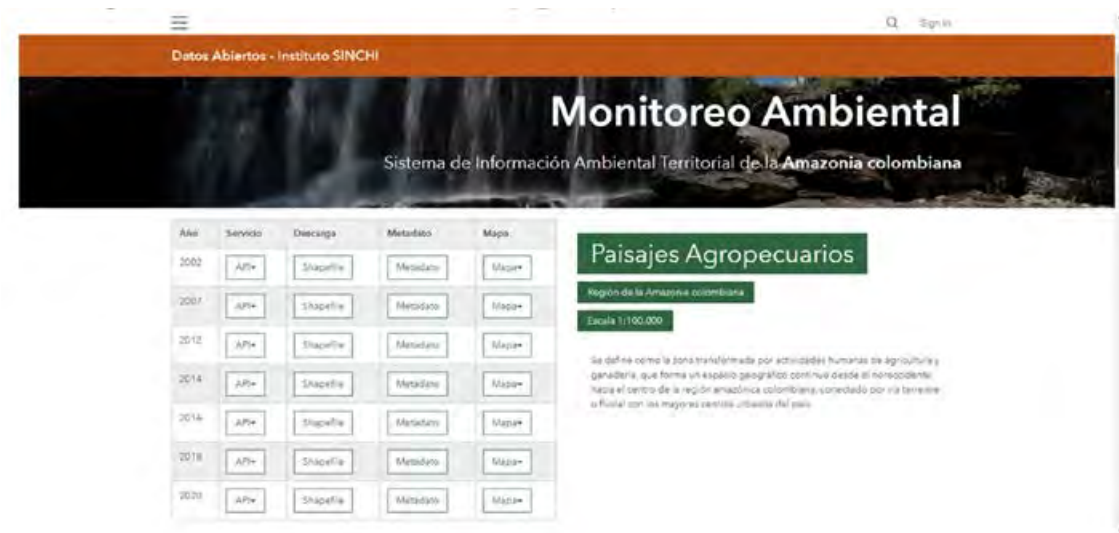 Sign In
Datos Abiertos - Instituto SINCHI
Monitoreo Ambiental
Sistema de Información Ambiental Territorial de la Amazonia colombiana
Año Servicio Descarga Metadato Mapa
2002 API Shapefile Metadato Mapa
2007 API Shapefile Metadato Mapa
2012 API Shapefile Metadato Mapa
2014 API Shapefile Metadato Mapa
2016 API Shapefile Metadato Mapa
2018 API Shapefile Metadato Mapa
2020 API Shapefile Metadato Mapa
Paisajes Agropecuarios
Región de la Amazonia colombiana
Escala 1:100.000
Se define como la zona transformada por actividades humanas de agricultura y
ganadería, que forma un espacio geográfico continuo desde el noroccidente
hacia el centro de la región amazónica colombiana, conectado por vía terrestre
o fluvial con los mayores centros urbanos del país